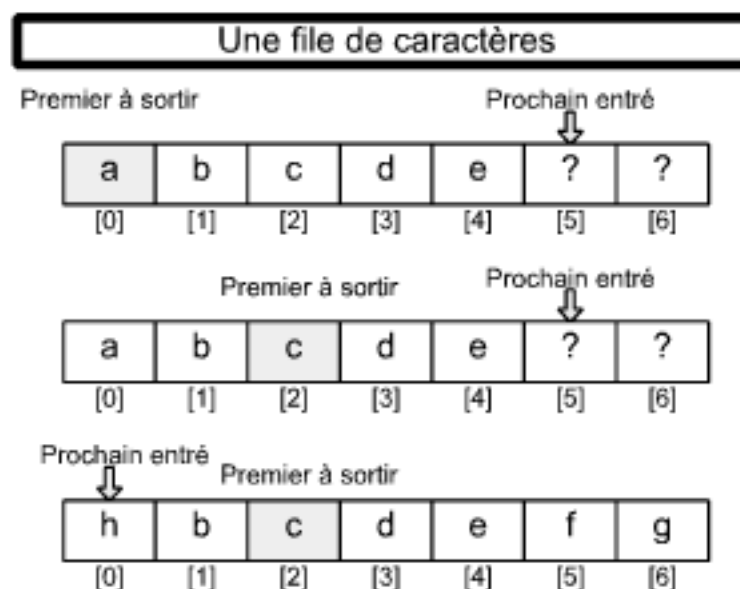 Une file de caractères
Premier à sortir Prochain entré
a b c d e ? ?
[0] [1] [2] [3] [4] [5] [6]
Premier à sortir Prochain entré
a b c d e ? ?
[0] [1] [2] [3] [4] [5] [6]
Prochain entré Premier à sortir
h b c d e f g
[0] [1] [2] [3] [4] [5] [6]